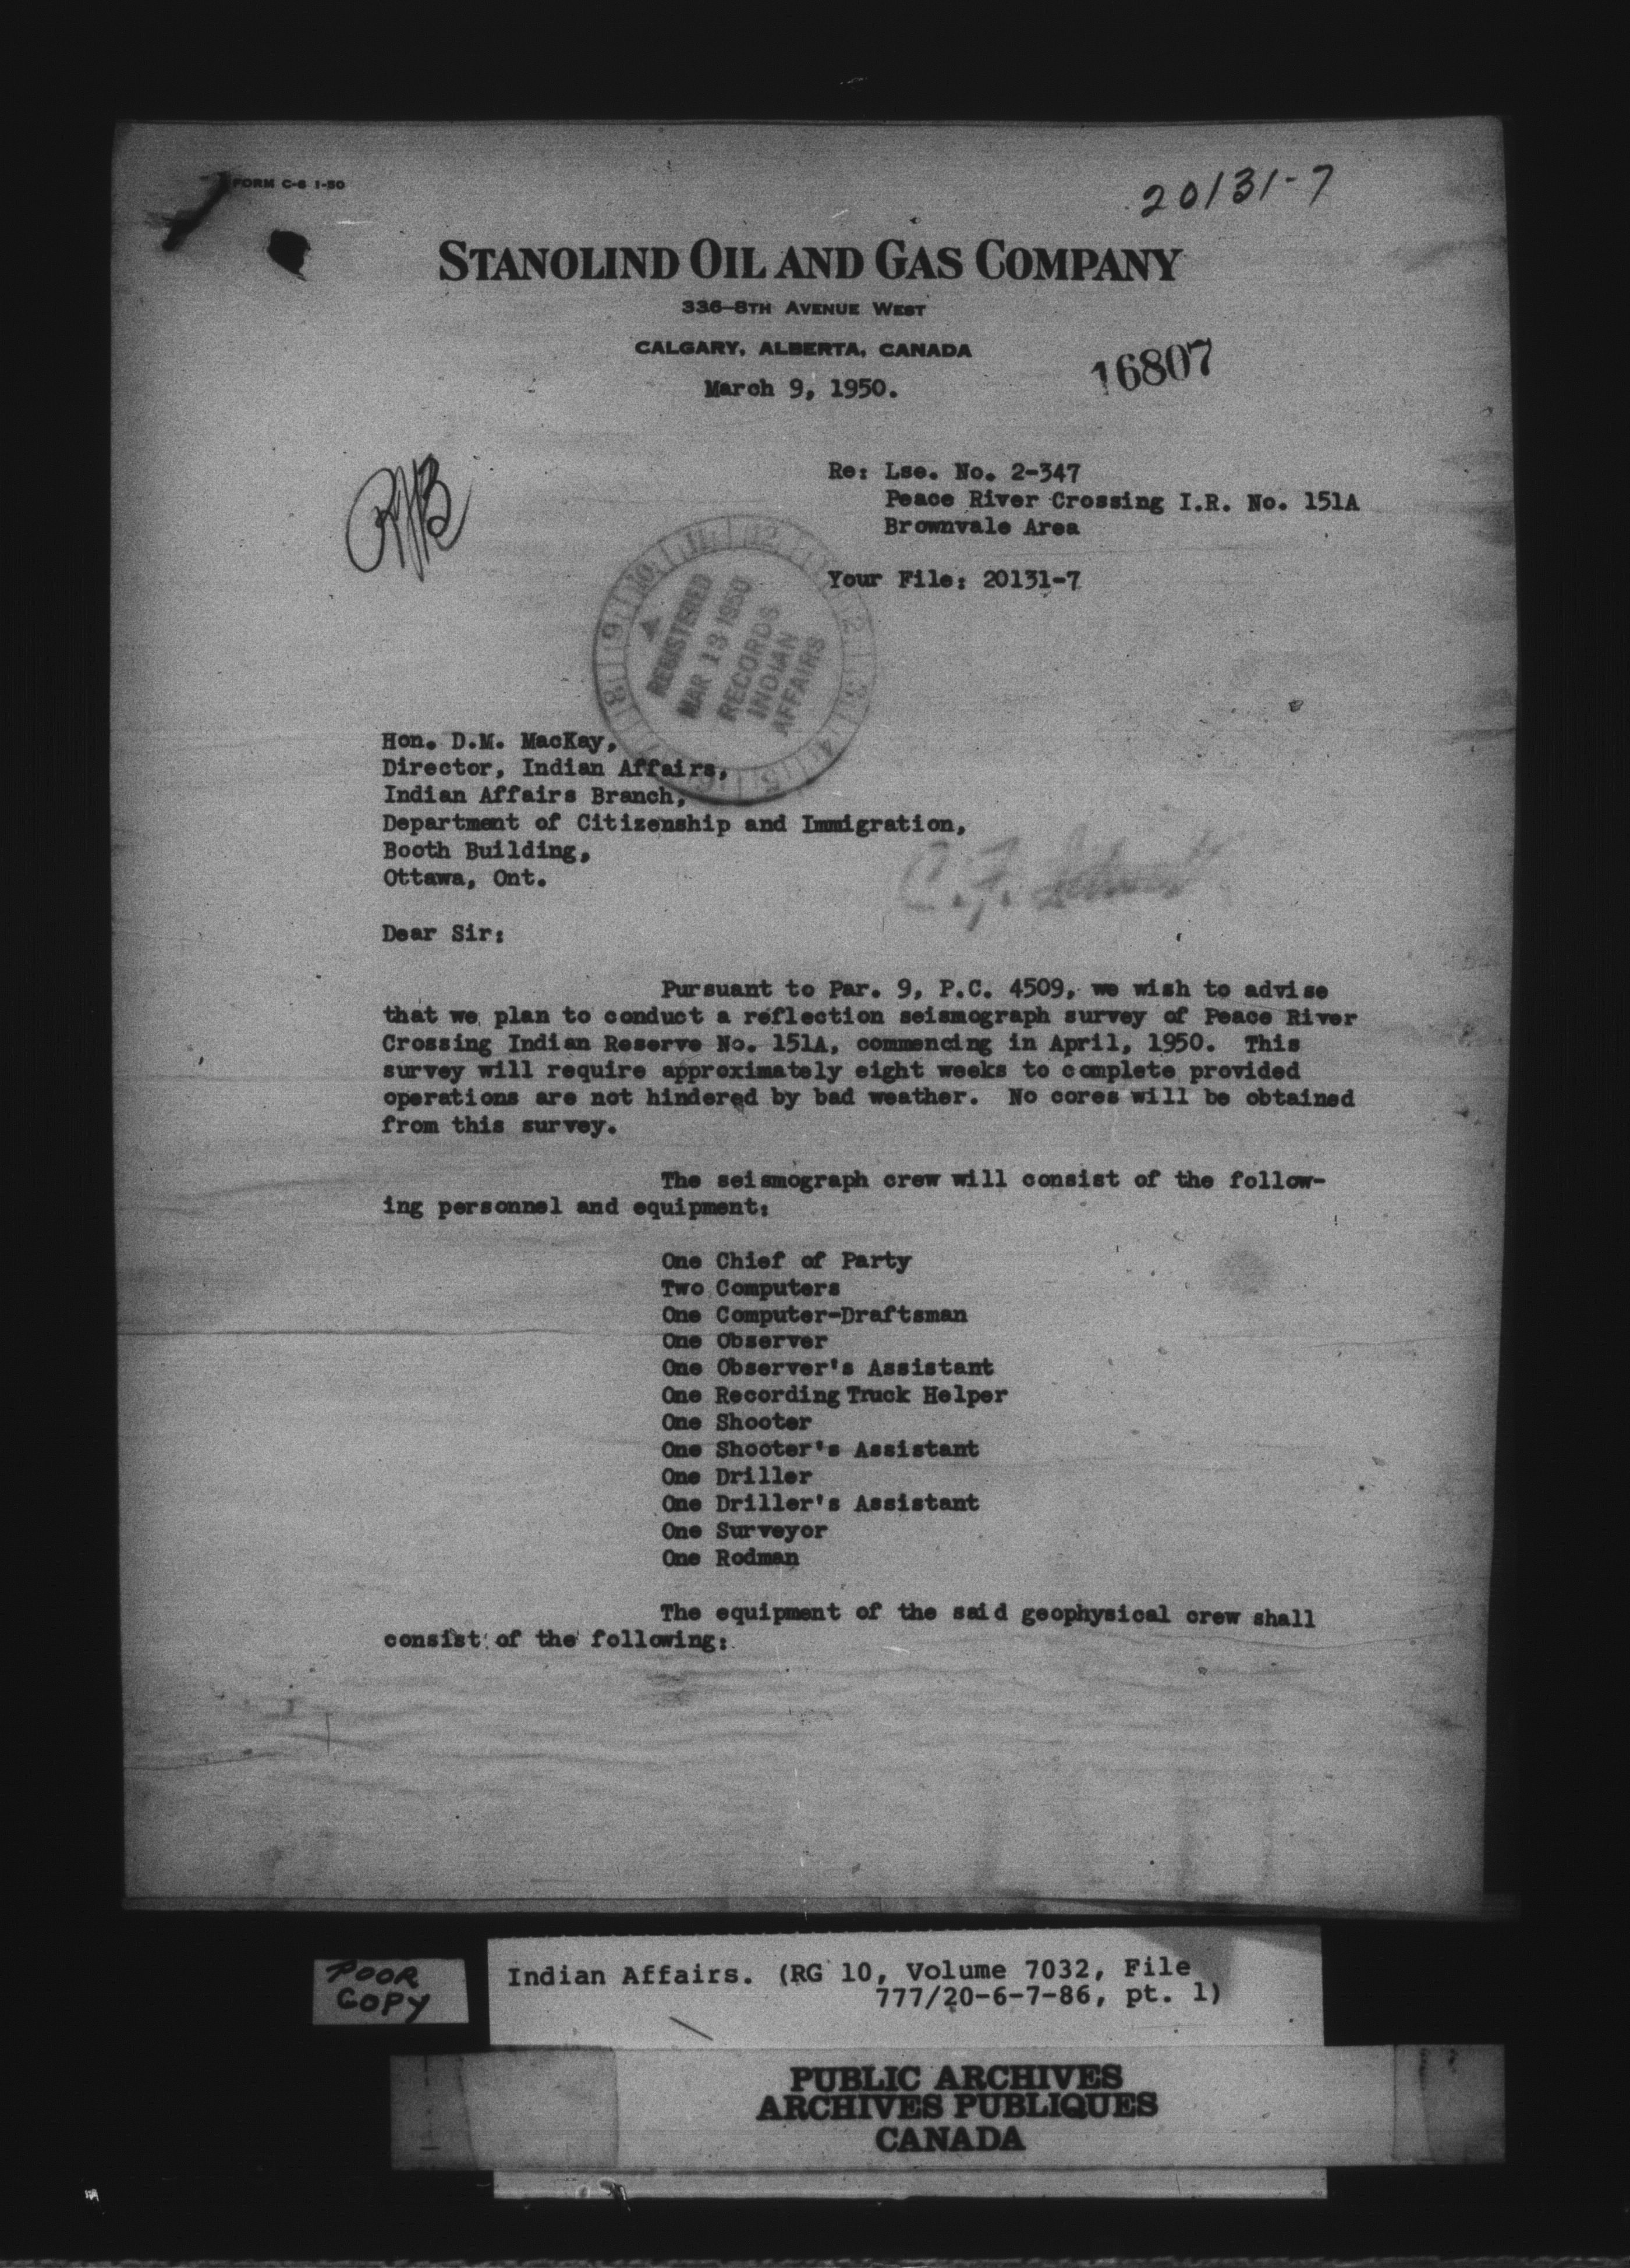 FORM C-6 1-50
20131-7
STANOLIND OIL AND GAS COMPANY
336-8TH AVENUE WEST
CALGARY, ALBERTA, CANADA
16807
March 9, 1950.
Re: Lse. No. 2-347
Peace River Crossing I.R. No. 151A
Brownvale Area
Your File: 20131-7
REGISTERED
MAR 13 1950
RECORDS
INDIAN
AFFAIRS
Hon. D.M. MacKay,
Director, Indian Affairs,
Indian Affairs Branch,
Department of Citizenship and Immigration,
Booth Building,
Ottawa, Ont.
C. F.
Dear Sir:
Pursuant to Par. 9, P.C. 4509, we wish to advise
that we plan to conduct a reflection seismograph survey of Peace River
Crossing Indian Reserve No. 151A, commencing in April, 1950. This
survey will require approximately eight weeks to complete provided
operations are not hindered by bad weather. No cores will be obtained
from this survey.
The seismograph crew will consist of the follow-
ing personnel and equipment:
One Chief of Party
Two Computers
One Computer-Draftsman
One Observer
One Observer's Assistant
One Recording Truck Helper
One Shooter
One Shooter's Assistant
One Driller
One Driller's Assistant
One Surveyor
One Rodman
The equipment of the said geophysical crew shall
consist of the following:
POOR
COPY
Indian Affairs. (RG 10, Volume 7032, File
777/20-6-7-86, pt. 1)
PUBLIC ARCHIVES
ARCHIVES PUBLIQUES
CANADA